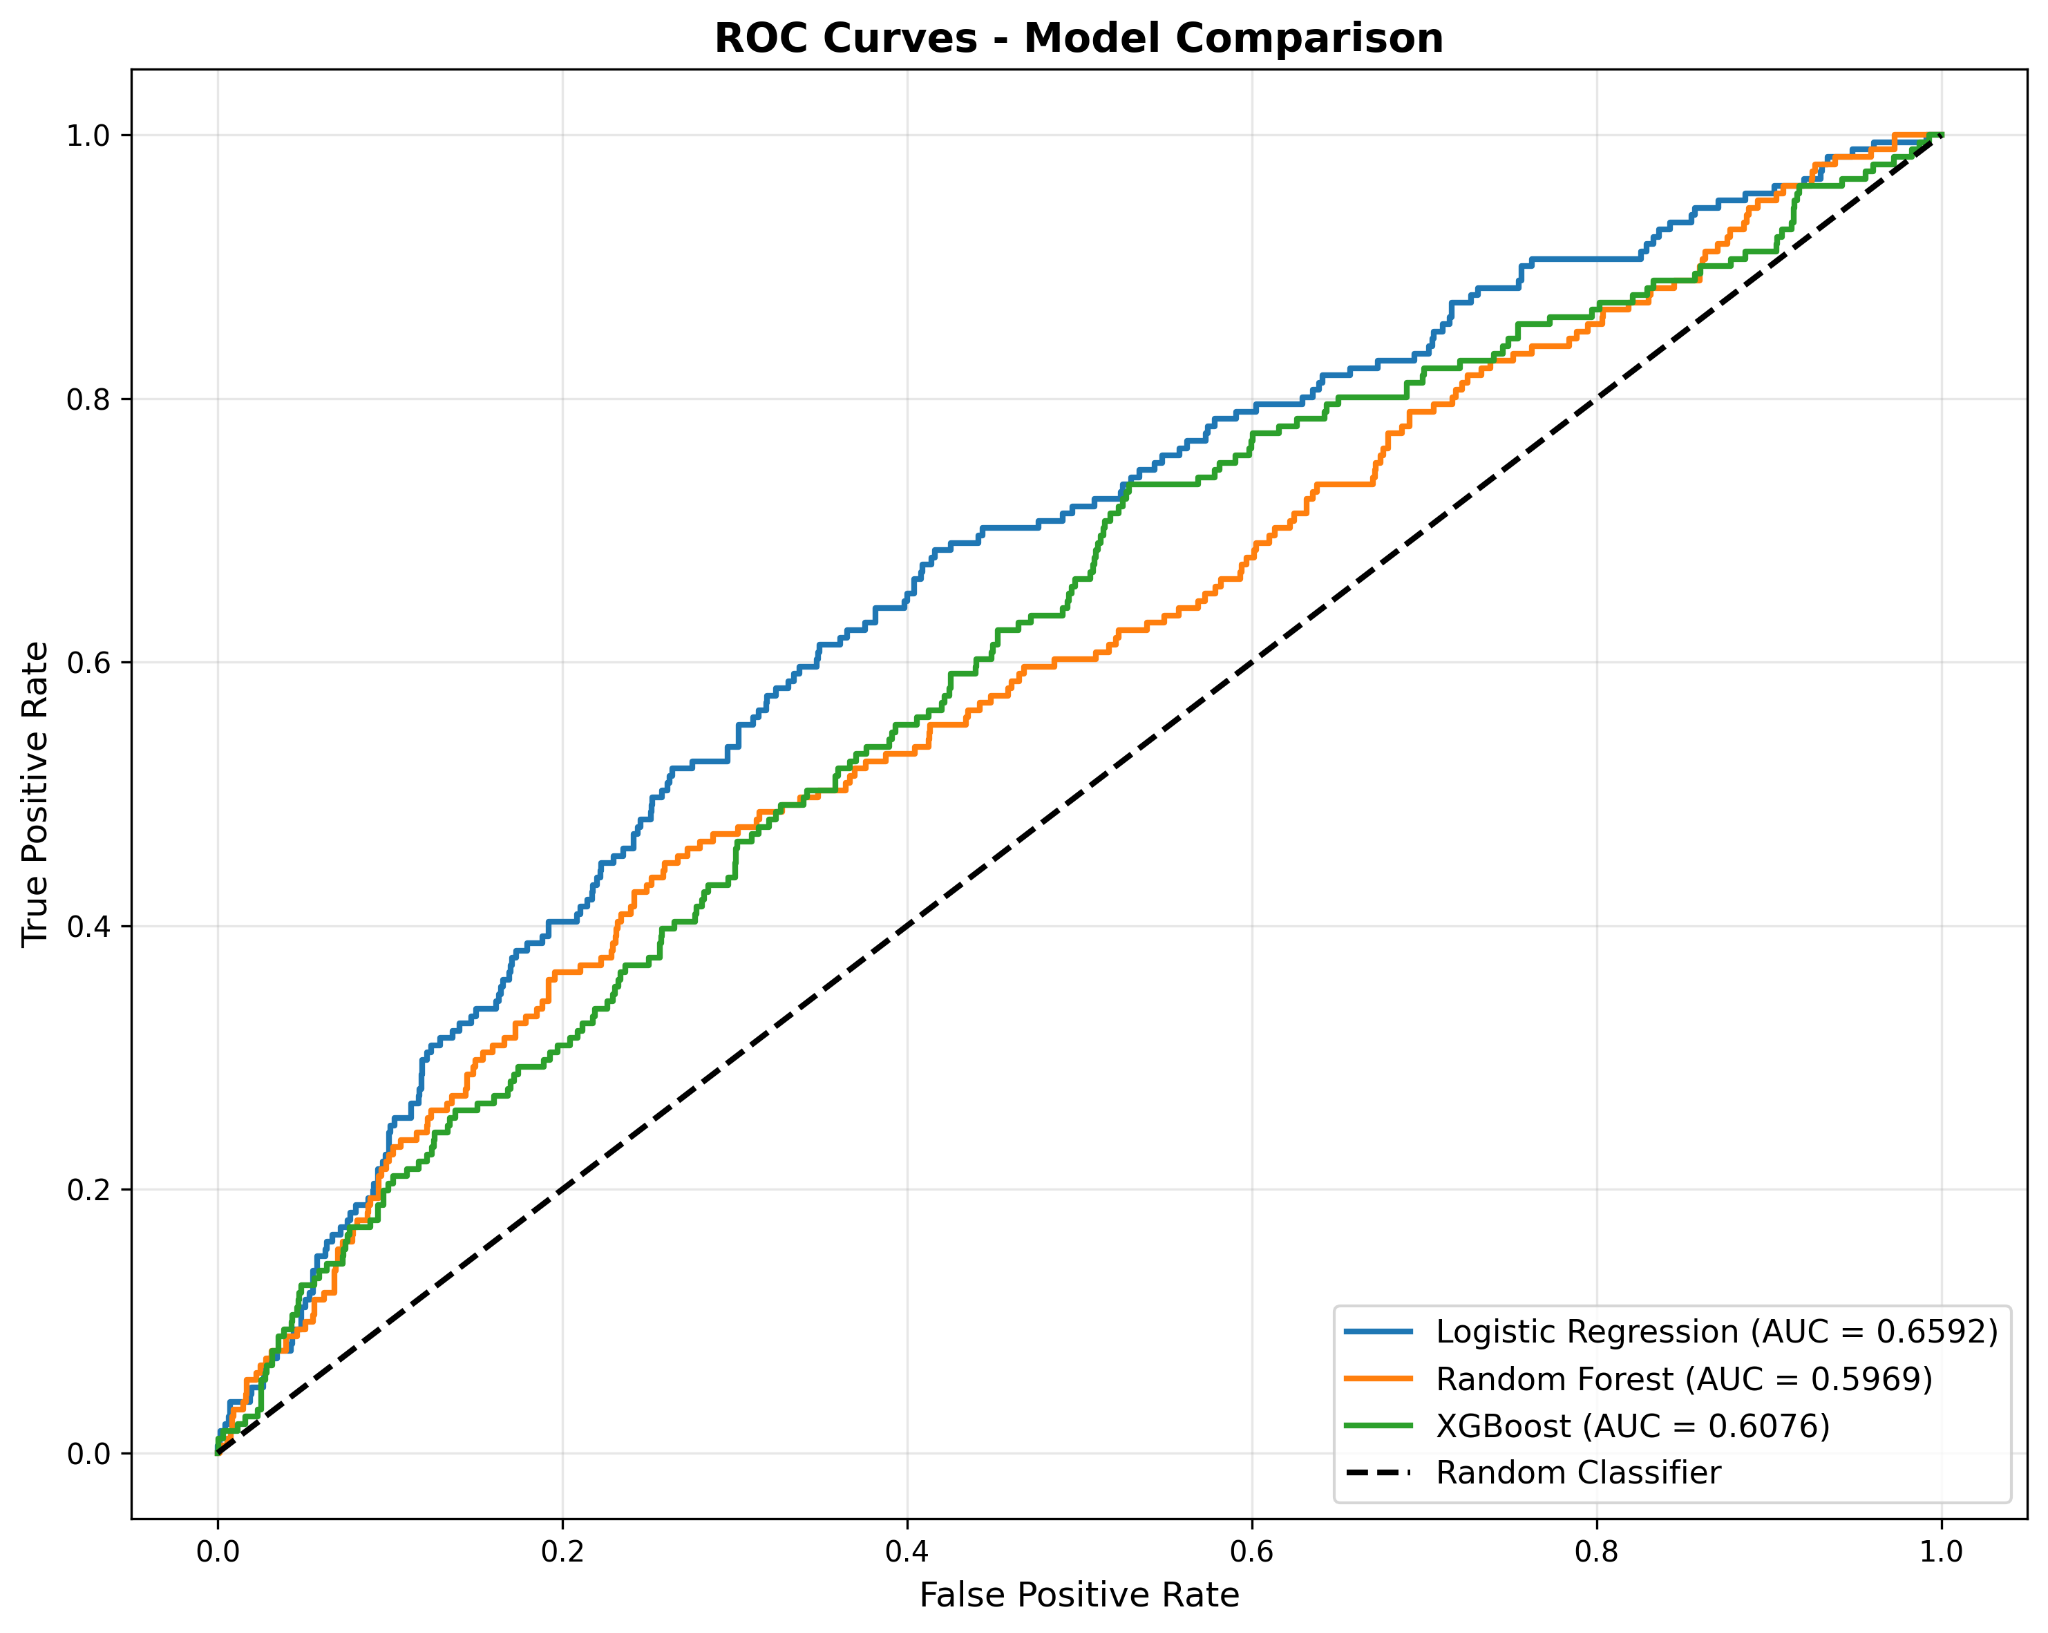 ROC Curves - Model Comparison
True Positive Rate
1.0
0.8
0.6
0.4
0.2
0.0
Logistic Regression (AUC = 0.6592)
Random Forest (AUC = 0.5969)
XGBoost (AUC = 0.6076)
Random Classifier
0.0 0.2 0.4 0.6 0.8 1.0
False Positive Rate